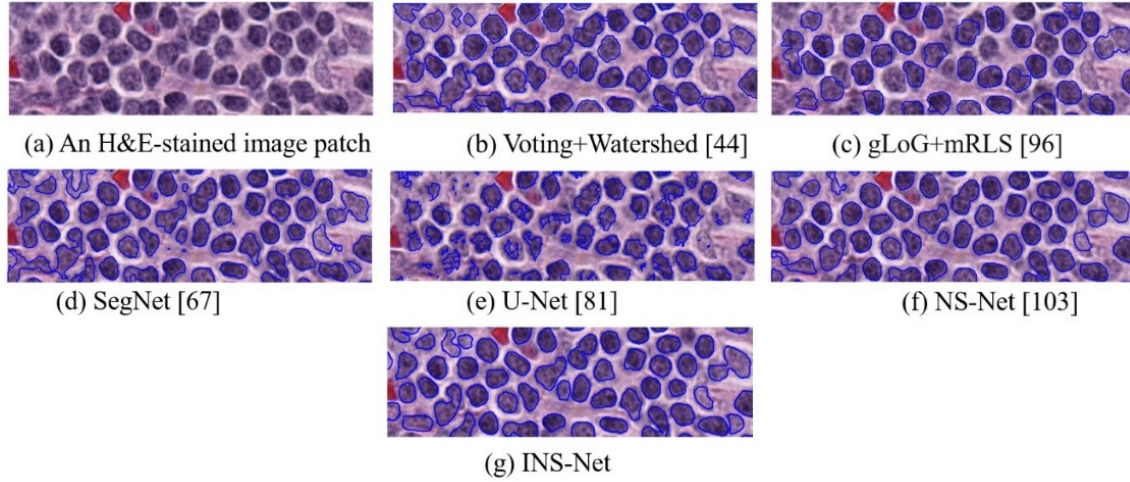 (a) An H&E-stained image patch
(b) Voting+Watershed [44]
(c) gLoG+mRLS [96]
(d) SegNet [67]
(e) U-Net [81]
(f) NS-Net [103]
(g) INS-Net